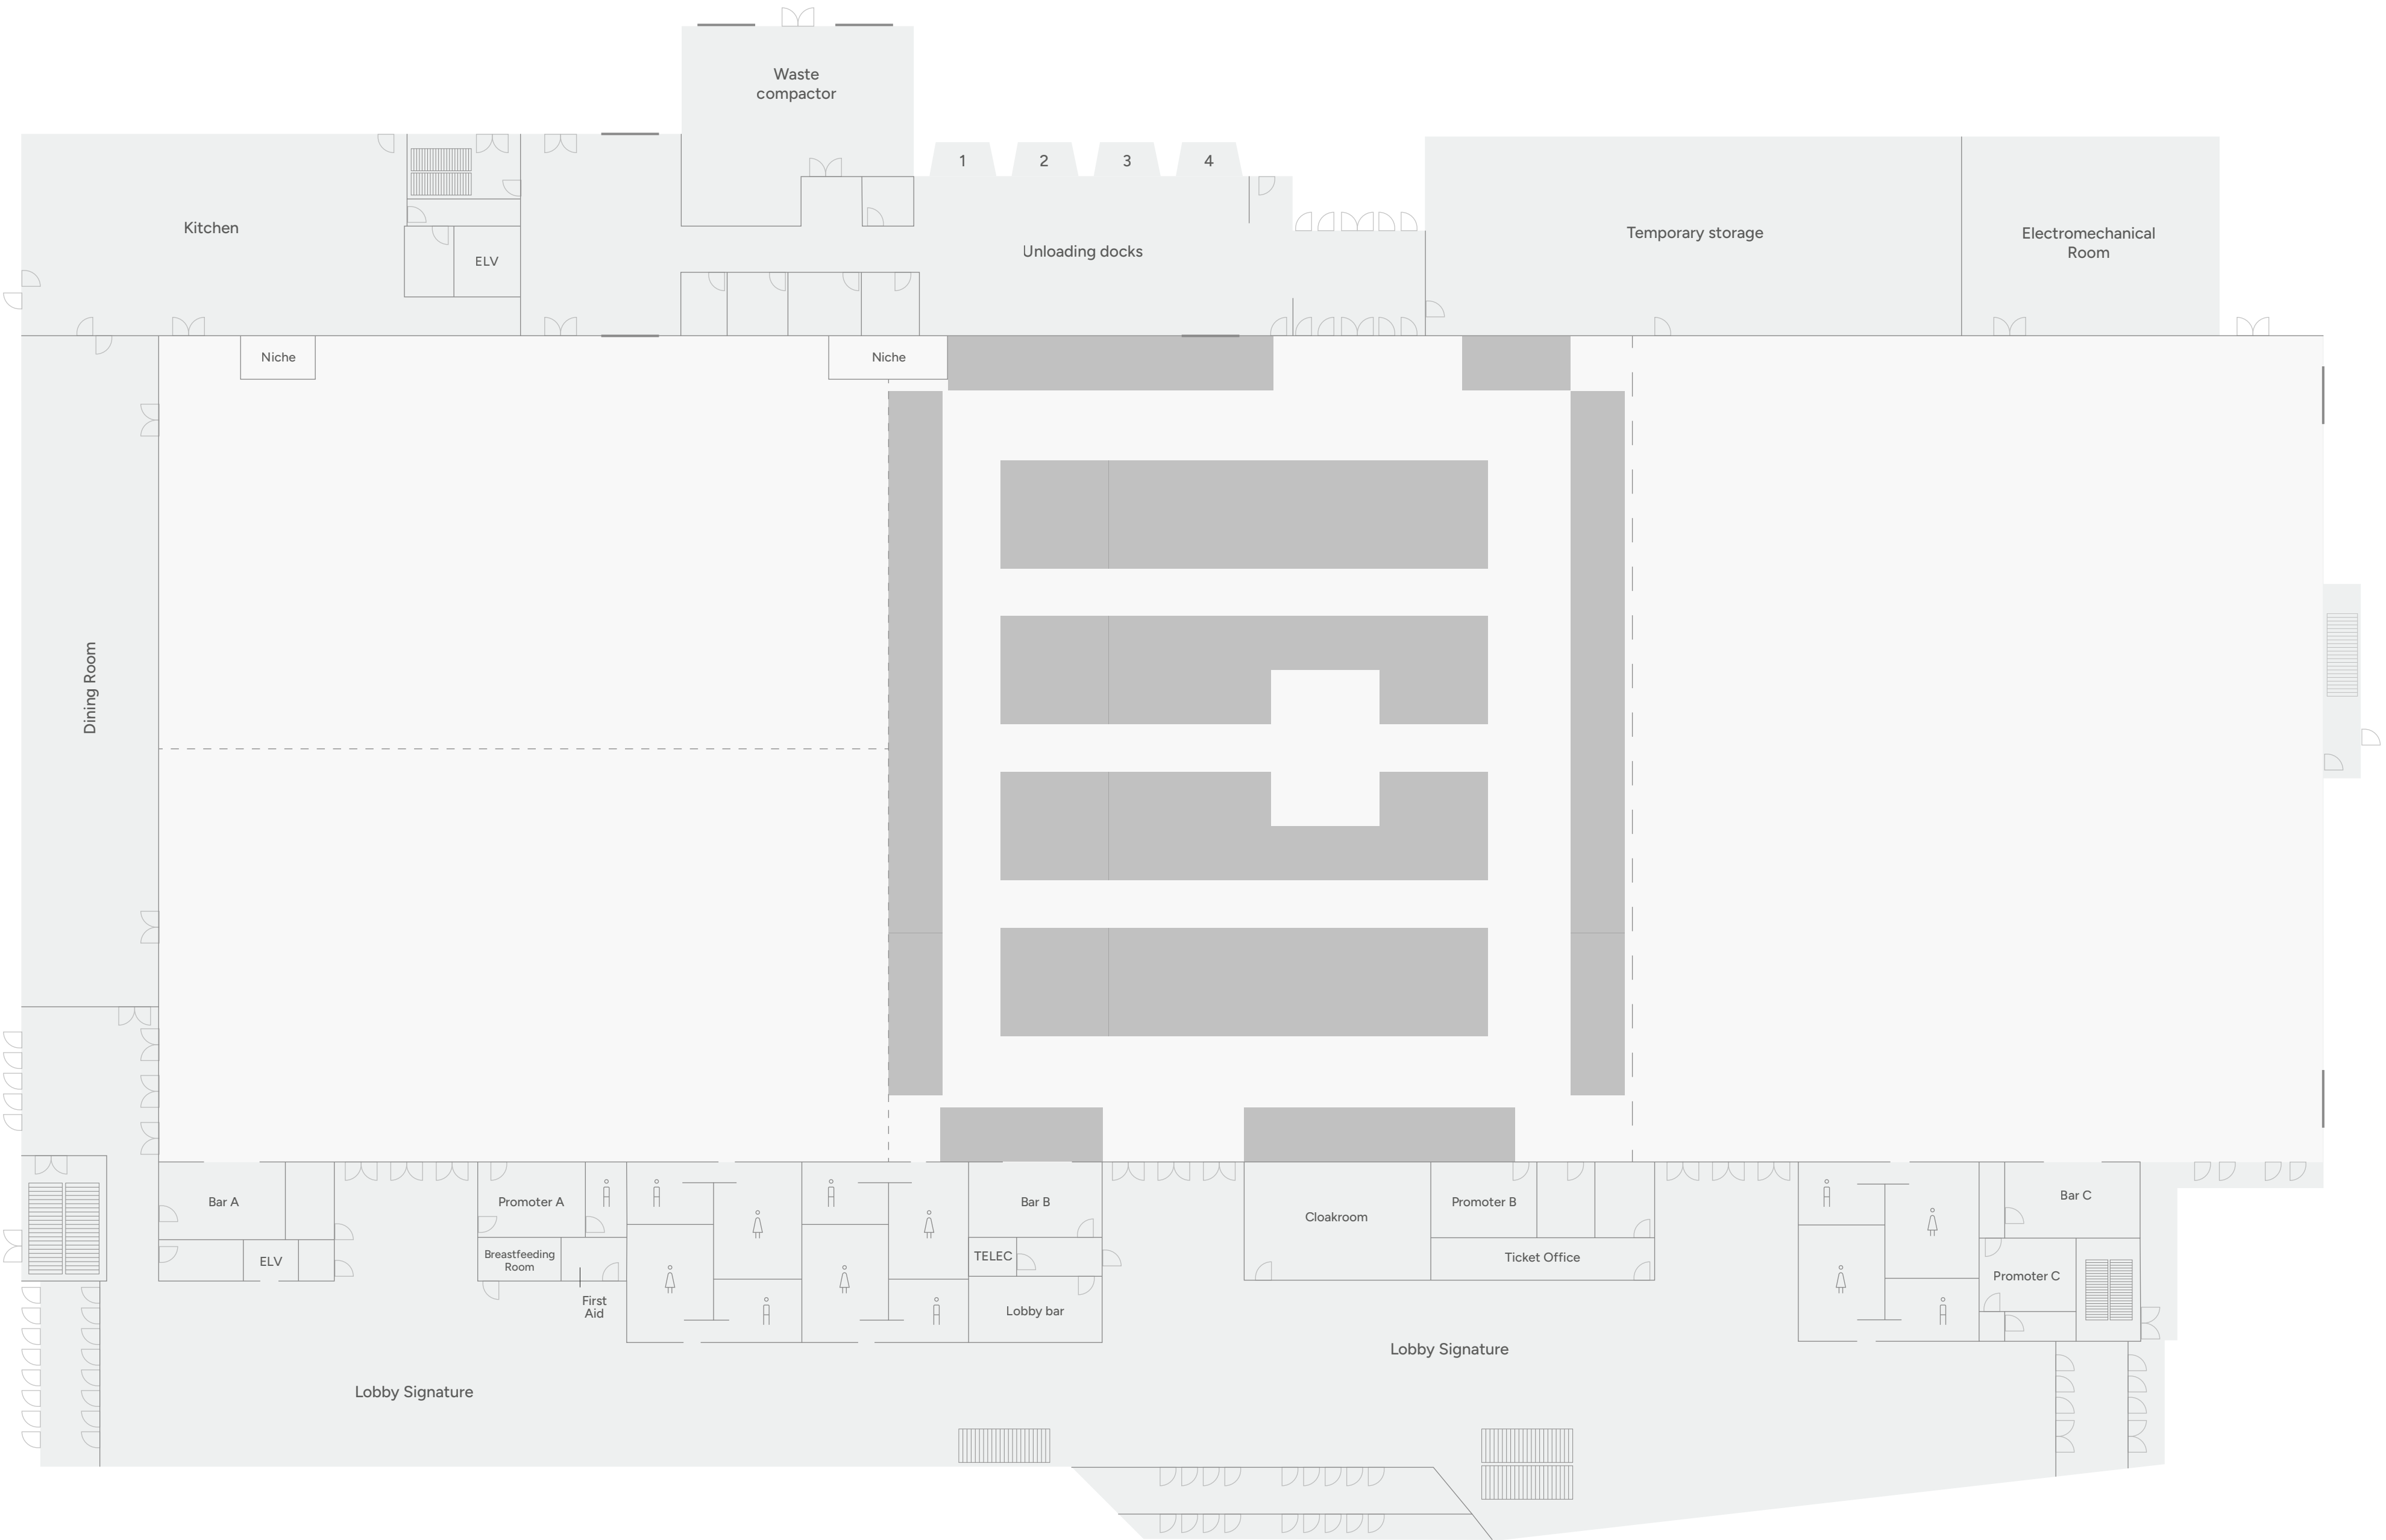 Waste
compactor
1
2
3
4
Kitchen
ELV
Unloading docks
Temporary storage
Electromechanical
Room
Niche
Niche
Dining Room
Bar A
ELV
Promoter A
Breastfeeding
Room
First
Aid
Bar B
TELEC
Lobby bar
Cloakroom
Promoter B
Ticket Office
Bar C
Promoter C
Lobby Signature
Lobby Signature